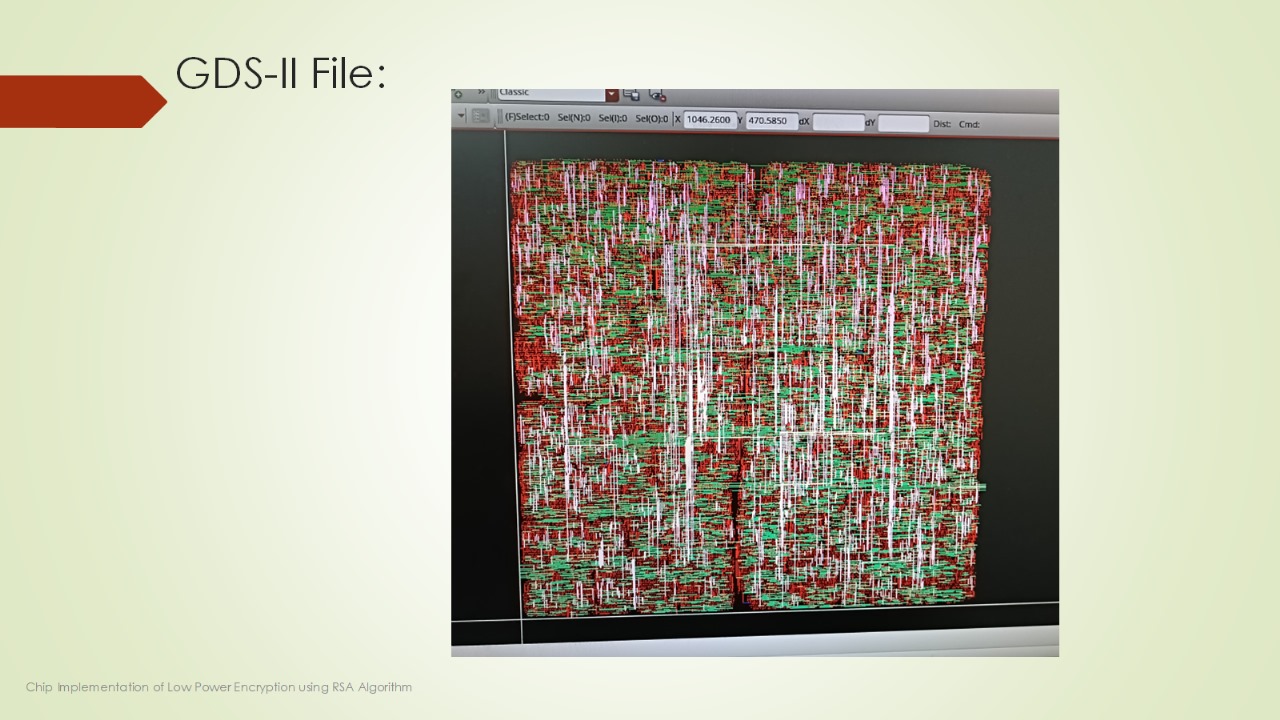 GDS-II File:
Classic
(F)Select:0 Sel(N):0 Sel(I):0 Sel(O):0 X 1046.2600 Y 470.5850 dX dY Dist: Cmd:
Chip Implementation of Low Power Encryption using RSA Algorithm